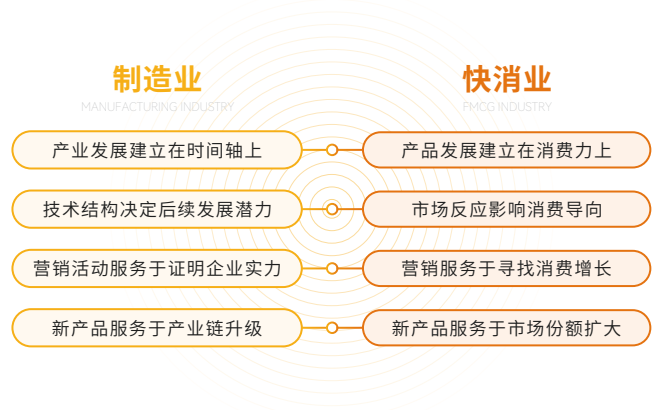 制造业
MANUFACTURING INDUSTRY
快消业
FMCG INDUSTRY
产业发展建立在时间轴上
产品发展建立在消费力上
技术结构决定后续发展潜力
市场反应影响消费导向
营销活动服务于证明企业实力
营销服务于寻找消费增长
新产品服务于产业链升级
新产品服务于市场份额扩大